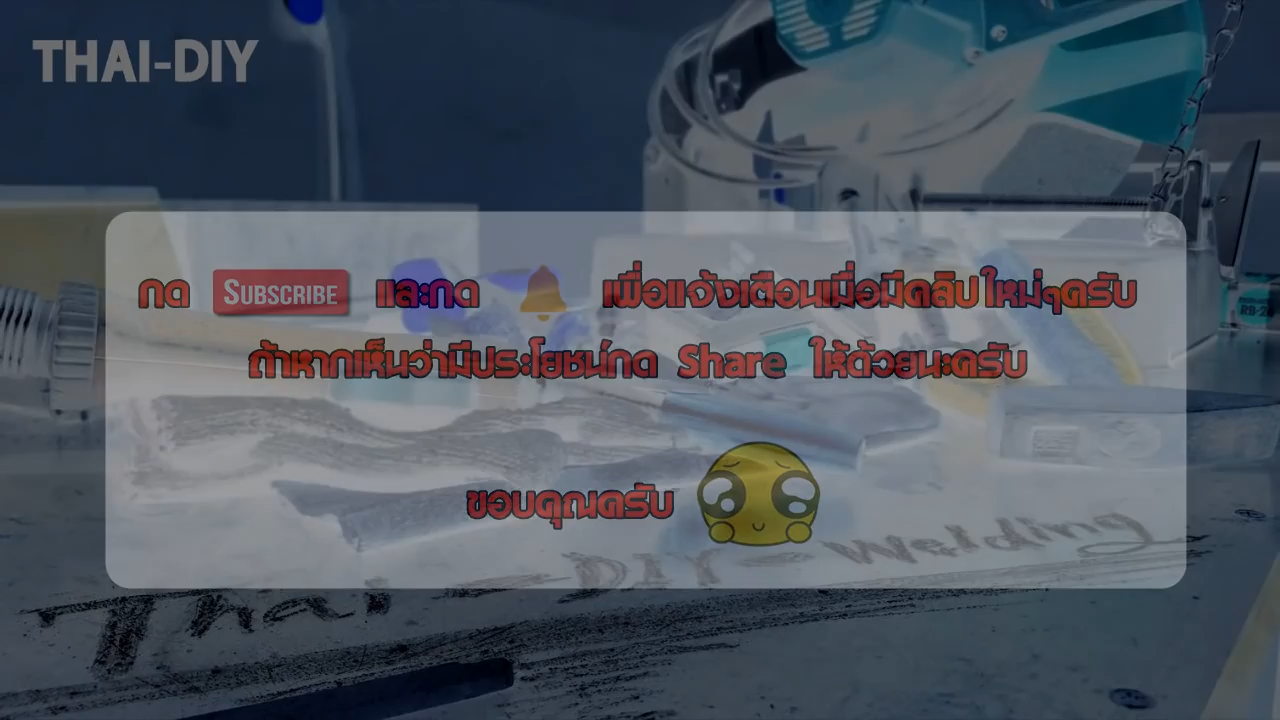 THAI-DIY
กด SUBSCRIBE และกด เพื่อแจ้งเตือนเมื่อมีคลิปใหม่ๆครับ
ถ้าหากเห็นว่ามีประโยชน์กด Share ให้ด้วยนะครับ
ขอบคุณครับ
Thai - DIY - Welding